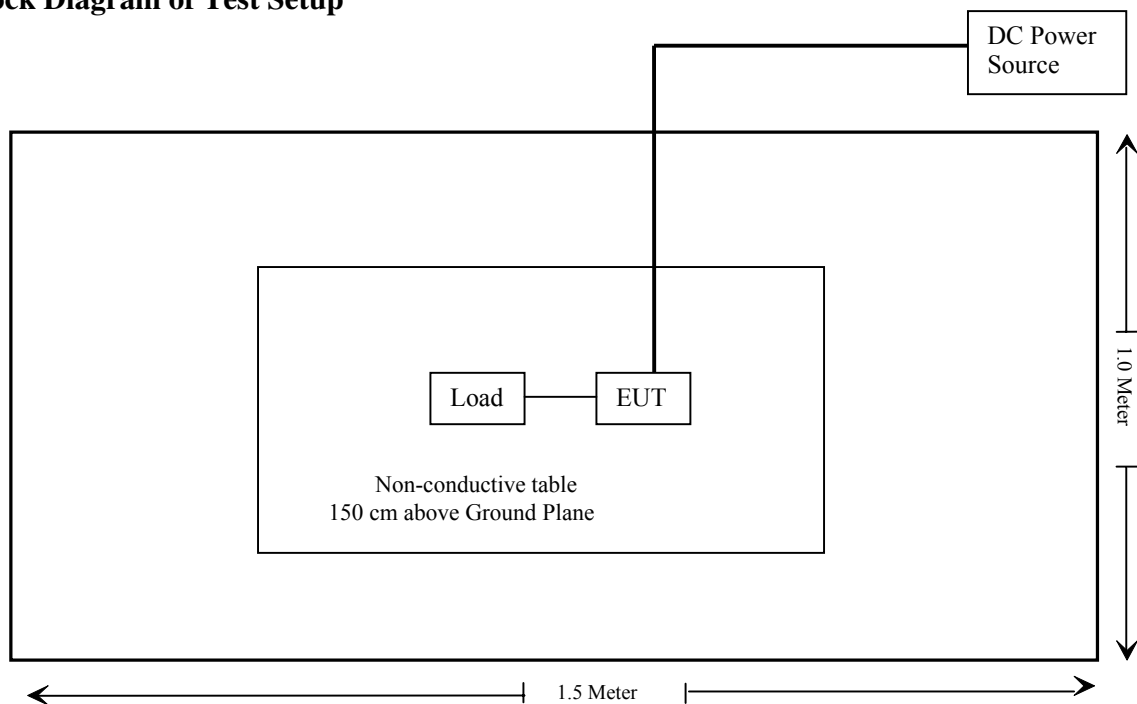 Diagram of Test Setup
DC Power
Source
Load
EUT
Non-conductive table
150 cm above Ground Plane
1.0 Meter
1.5 Meter